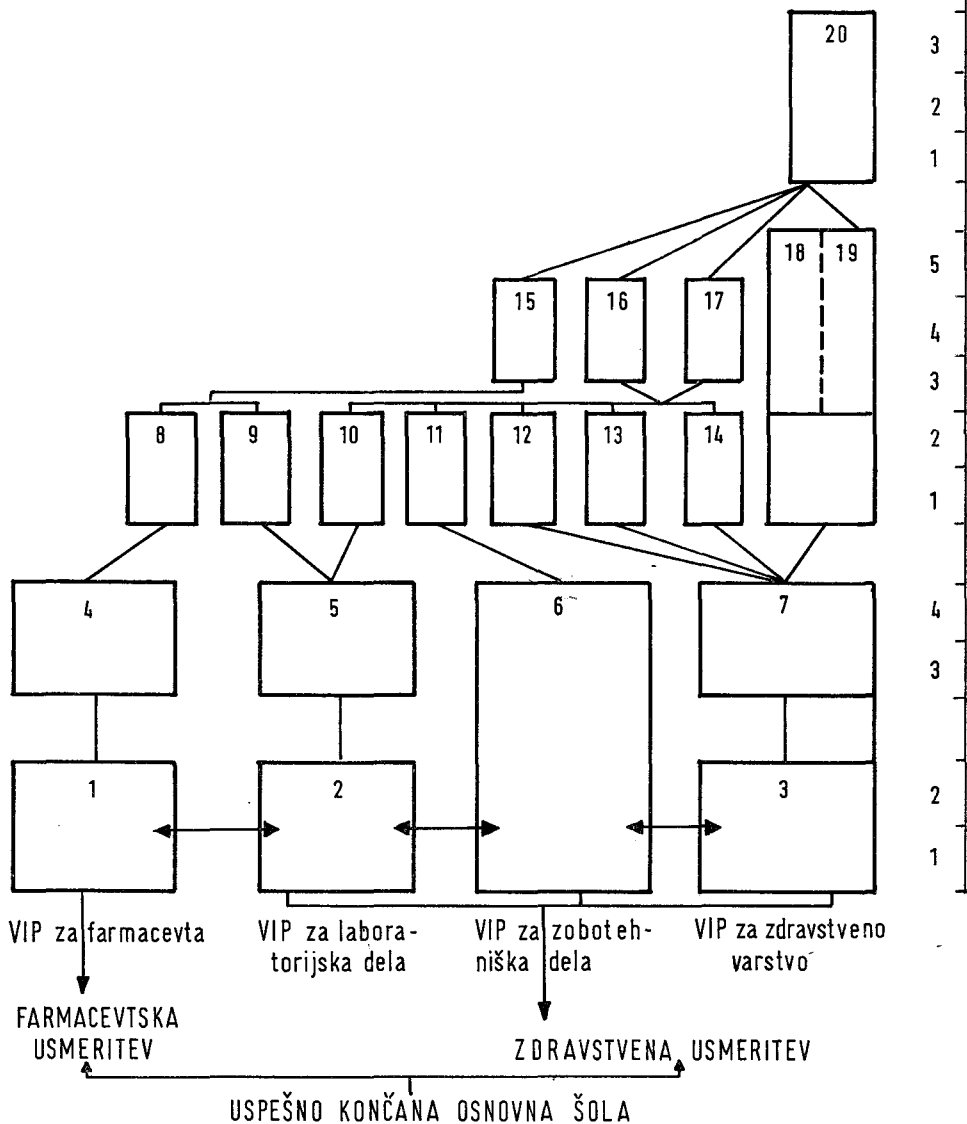 20
3
2
1
18 19
5
15 16 17
4
3
8 9 10 11 12 13 14
2
1
4 5 6 7
4
3
1 2 3
2
1
VIP za farmacevta
VIP za labora-
torijska dela
VIP za zoboteh-
niška dela
VIP za zdravstveno
varstvo
FARMACEVTSKA
USMERITEV
ZDRAVSTVENA USMERITEV
USPEŠNO KONČANA OSNOVNA ŠOLA